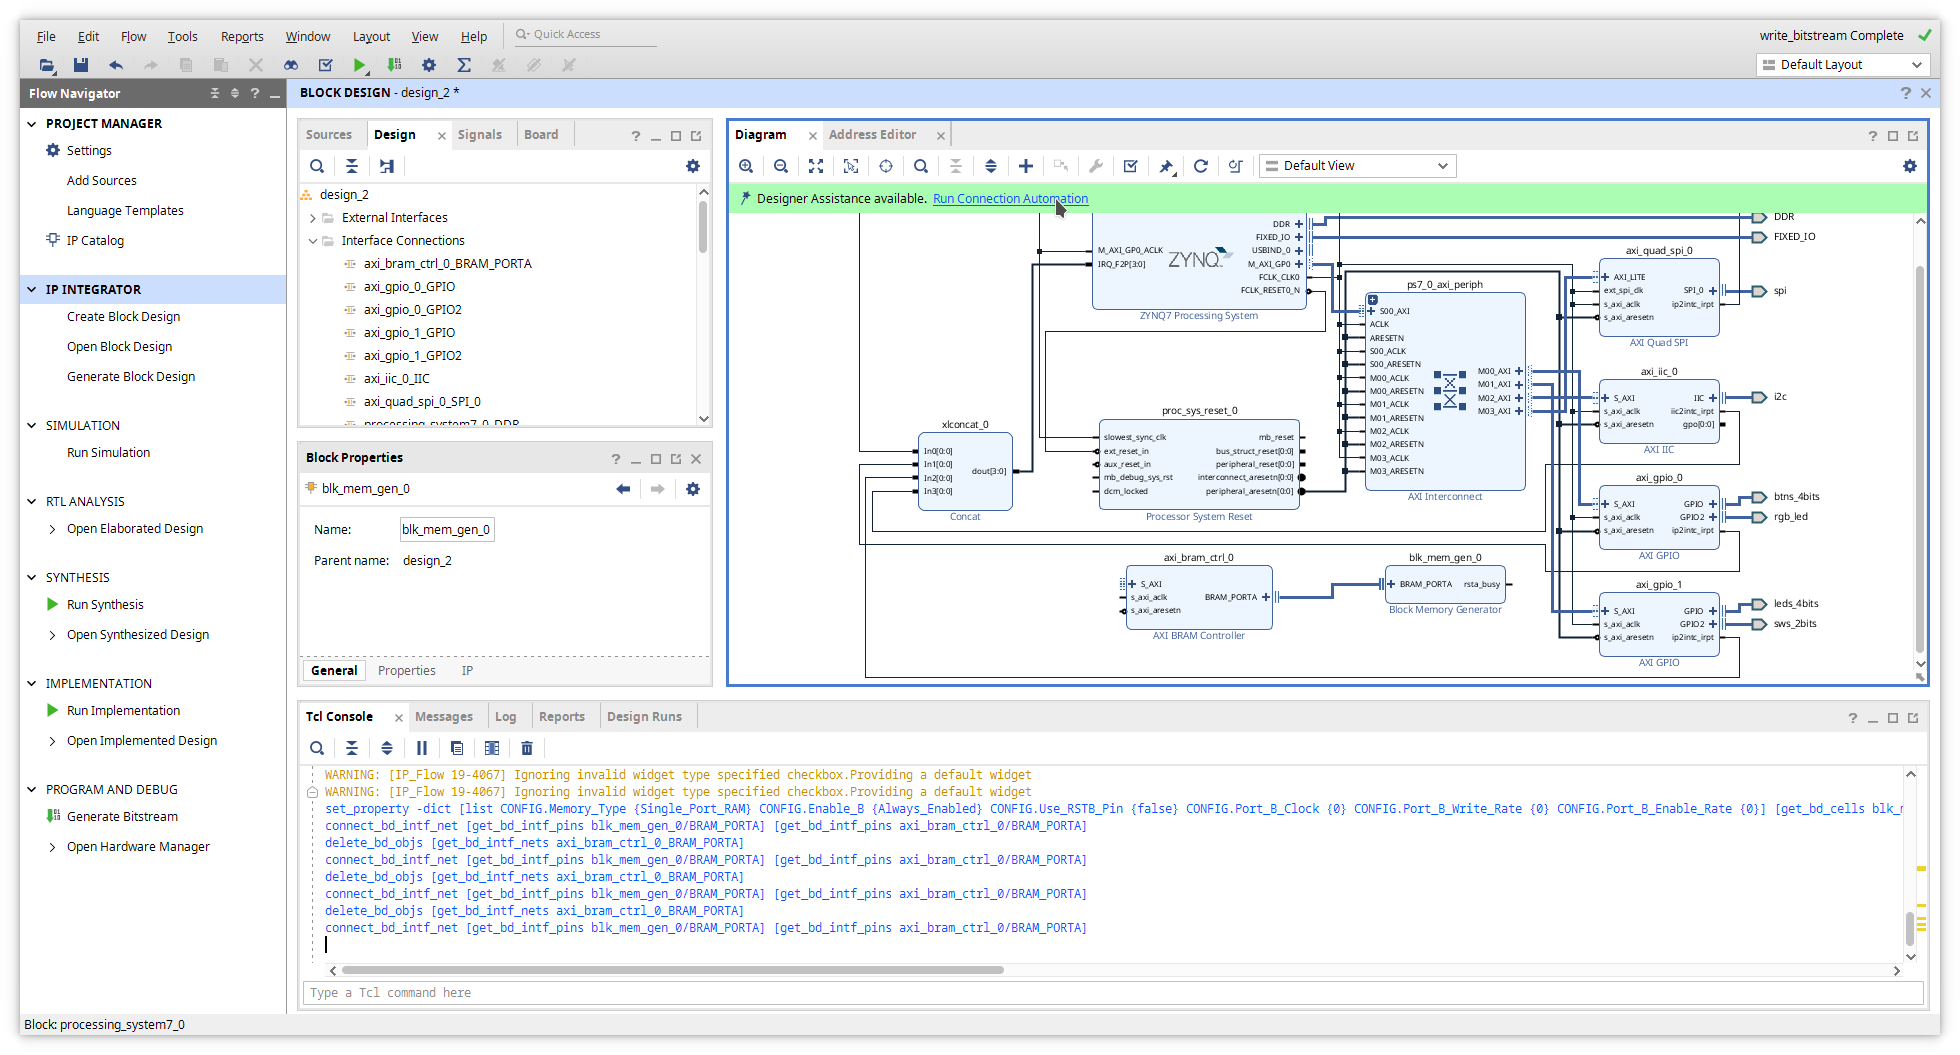 File Edit Flow Tools Reports Window Layout View Help Quick Access
write_bitstream Complete
Default Layout
Flow Navigator
PROJECT MANAGER
Settings
Add Sources
Language Templates
IP Catalog
IP INTEGRATOR
Create Block Design
Open Block Design
Generate Block Design
SIMULATION
Run Simulation
RTL ANALYSIS
Open Elaborated Design
SYNTHESIS
Run Synthesis
Open Synthesized Design
IMPLEMENTATION
Run Implementation
Open Implemented Design
PROGRAM AND DEBUG
Generate Bitstream
Open Hardware Manager
BLOCK DESIGN - design_2 *
Sources Design Signals Board
design_2
External Interfaces
Interface Connections
axi_bram_ctrl_0_BRAM_PORTA
axi_gpio_0_GPIO
axi_gpio_0_GPIO2
axi_gpio_1_GPIO
axi_gpio_1_GPIO2
axi_iic_0_IIC
axi_quad_spi_0_SPI_0
processing_system7_0_DDR
Block Properties
blk_mem_gen_0
Name: blk_mem_gen_0
Parent name: design_2
General Properties IP
Diagram Address Editor
Default View
Designer Assistance available. Run Connection Automation
DDR
FIXED_IO
USBIND_0
M_AXI_GP0
FCLK_CLK0
FCLK_RESET0_N
M_AXI_GP0_ACLK
IRQ_F2P[3:0]
ZYNQ
ZYNQ7 Processing System
DDR
FIXED_IO
axi_quad_spi_0
AXI_LITE
ext_spi_clk
s_axi_aclk
s_axi_aresetn
SPI_0
ip2intc_irpt
AXI Quad SPI
spi
ps7_0_axi_periph
S00_AXI
ACLK
ARESETN
S00_ACLK
S00_ARESETN
M00_ACLK
M00_ARESETN
M01_ACLK
M01_ARESETN
M02_ACLK
M02_ARESETN
M03_ACLK
M03_ARESETN
M00_AXI
M01_AXI
M02_AXI
M03_AXI
AXI Interconnect
axi_iic_0
S_AXI
s_axi_aclk
s_axi_aresetn
IIC
iic2intc_irpt
gpo[0:0]
AXI IIC
i2c
xlconcat_0
In0[0:0]
In1[0:0]
In2[0:0]
In3[0:0]
dout[3:0]
Concat
proc_sys_reset_0
slowest_sync_clk
ext_reset_in
aux_reset_in
mb_debug_sys_rst
dcm_locked
mb_reset
bus_struct_reset[0:0]
peripheral_reset[0:0]
interconnect_aresetn[0:0]
peripheral_aresetn[0:0]
Processor System Reset
axi_gpio_0
S_AXI
s_axi_aclk
s_axi_aresetn
GPIO
GPIO2
ip2intc_irpt
AXI GPIO
btns_4bits
rgb_led
axi_bram_ctrl_0
S_AXI
s_axi_aclk
s_axi_aresetn
BRAM_PORTA
AXI BRAM Controller
blk_mem_gen_0
BRAM_PORTA
rsta_busy
Block Memory Generator
axi_gpio_1
S_AXI
s_axi_aclk
s_axi_aresetn
GPIO
GPIO2
ip2intc_irpt
AXI GPIO
leds_4bits
sws_2bits
Tcl Console Messages Log Reports Design Runs
WARNING: [IP_Flow 19-4067] Ignoring invalid widget type specified checkbox.Providing a default widget
WARNING: [IP_Flow 19-4067] Ignoring invalid widget type specified checkbox.Providing a default widget
set_property -dict [list CONFIG.Memory_Type {Single_Port_RAM} CONFIG.Enable_B {Always_Enabled} CONFIG.Use_RSTB_Pin {false} CONFIG.Port_B_Clock {0} CONFIG.Port_B_Write_Rate {0} CONFIG.Port_B_Enable_Rate {0}] [get_bd_cells blk_
connect_bd_intf_net [get_bd_intf_pins blk_mem_gen_0/BRAM_PORTA] [get_bd_intf_pins axi_bram_ctrl_0/BRAM_PORTA]
delete_bd_objs [get_bd_intf_nets axi_bram_ctrl_0_BRAM_PORTA]
connect_bd_intf_net [get_bd_intf_pins blk_mem_gen_0/BRAM_PORTA] [get_bd_intf_pins axi_bram_ctrl_0/BRAM_PORTA]
delete_bd_objs [get_bd_intf_nets axi_bram_ctrl_0_BRAM_PORTA]
connect_bd_intf_net [get_bd_intf_pins blk_mem_gen_0/BRAM_PORTA] [get_bd_intf_pins axi_bram_ctrl_0/BRAM_PORTA]
delete_bd_objs [get_bd_intf_nets axi_bram_ctrl_0_BRAM_PORTA]
connect_bd_intf_net [get_bd_intf_pins blk_mem_gen_0/BRAM_PORTA] [get_bd_intf_pins axi_bram_ctrl_0/BRAM_PORTA]
Type a Tcl command here
Block: processing_system7_0